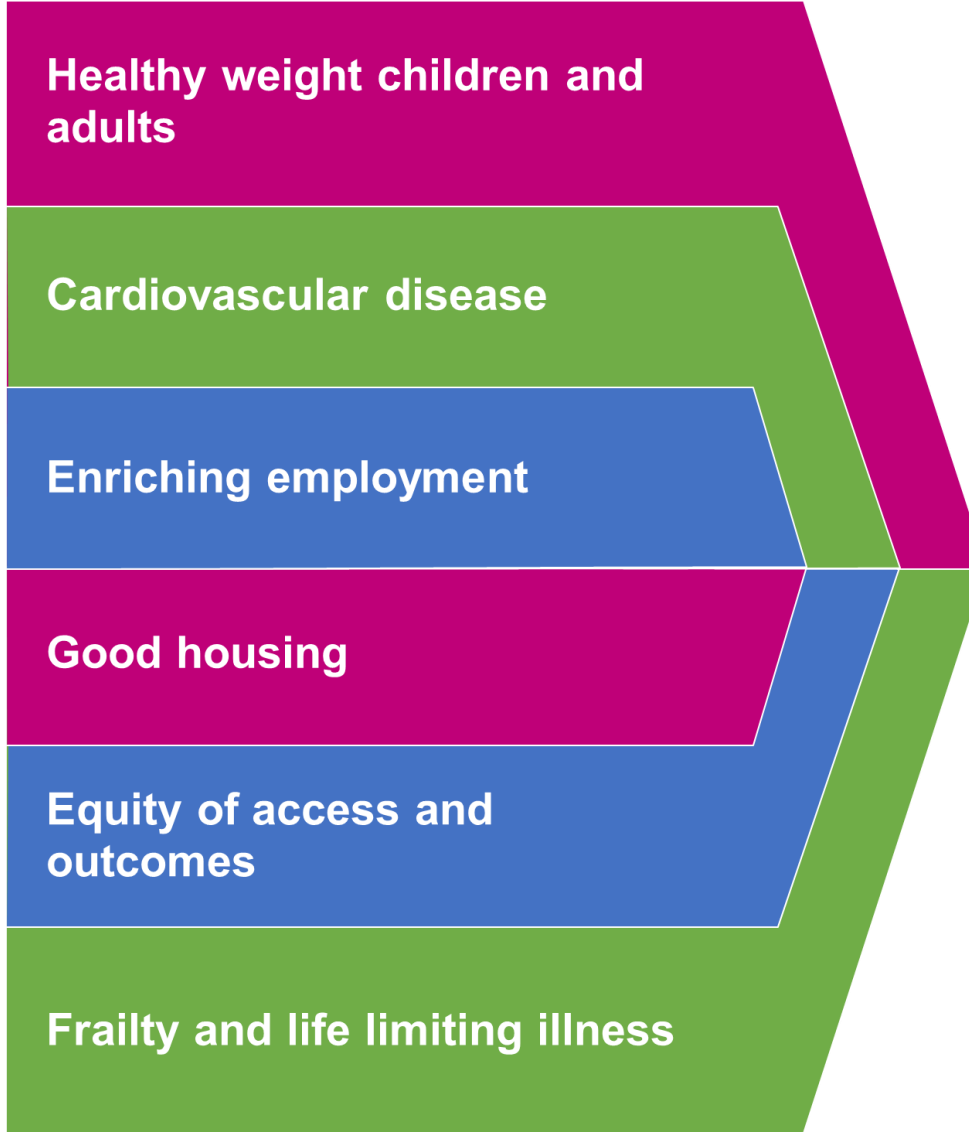 Healthy weight children and
adults
Cardiovascular disease
Enriching employment
Good housing
Equity of access and
outcomes
Frailty and life limiting illness